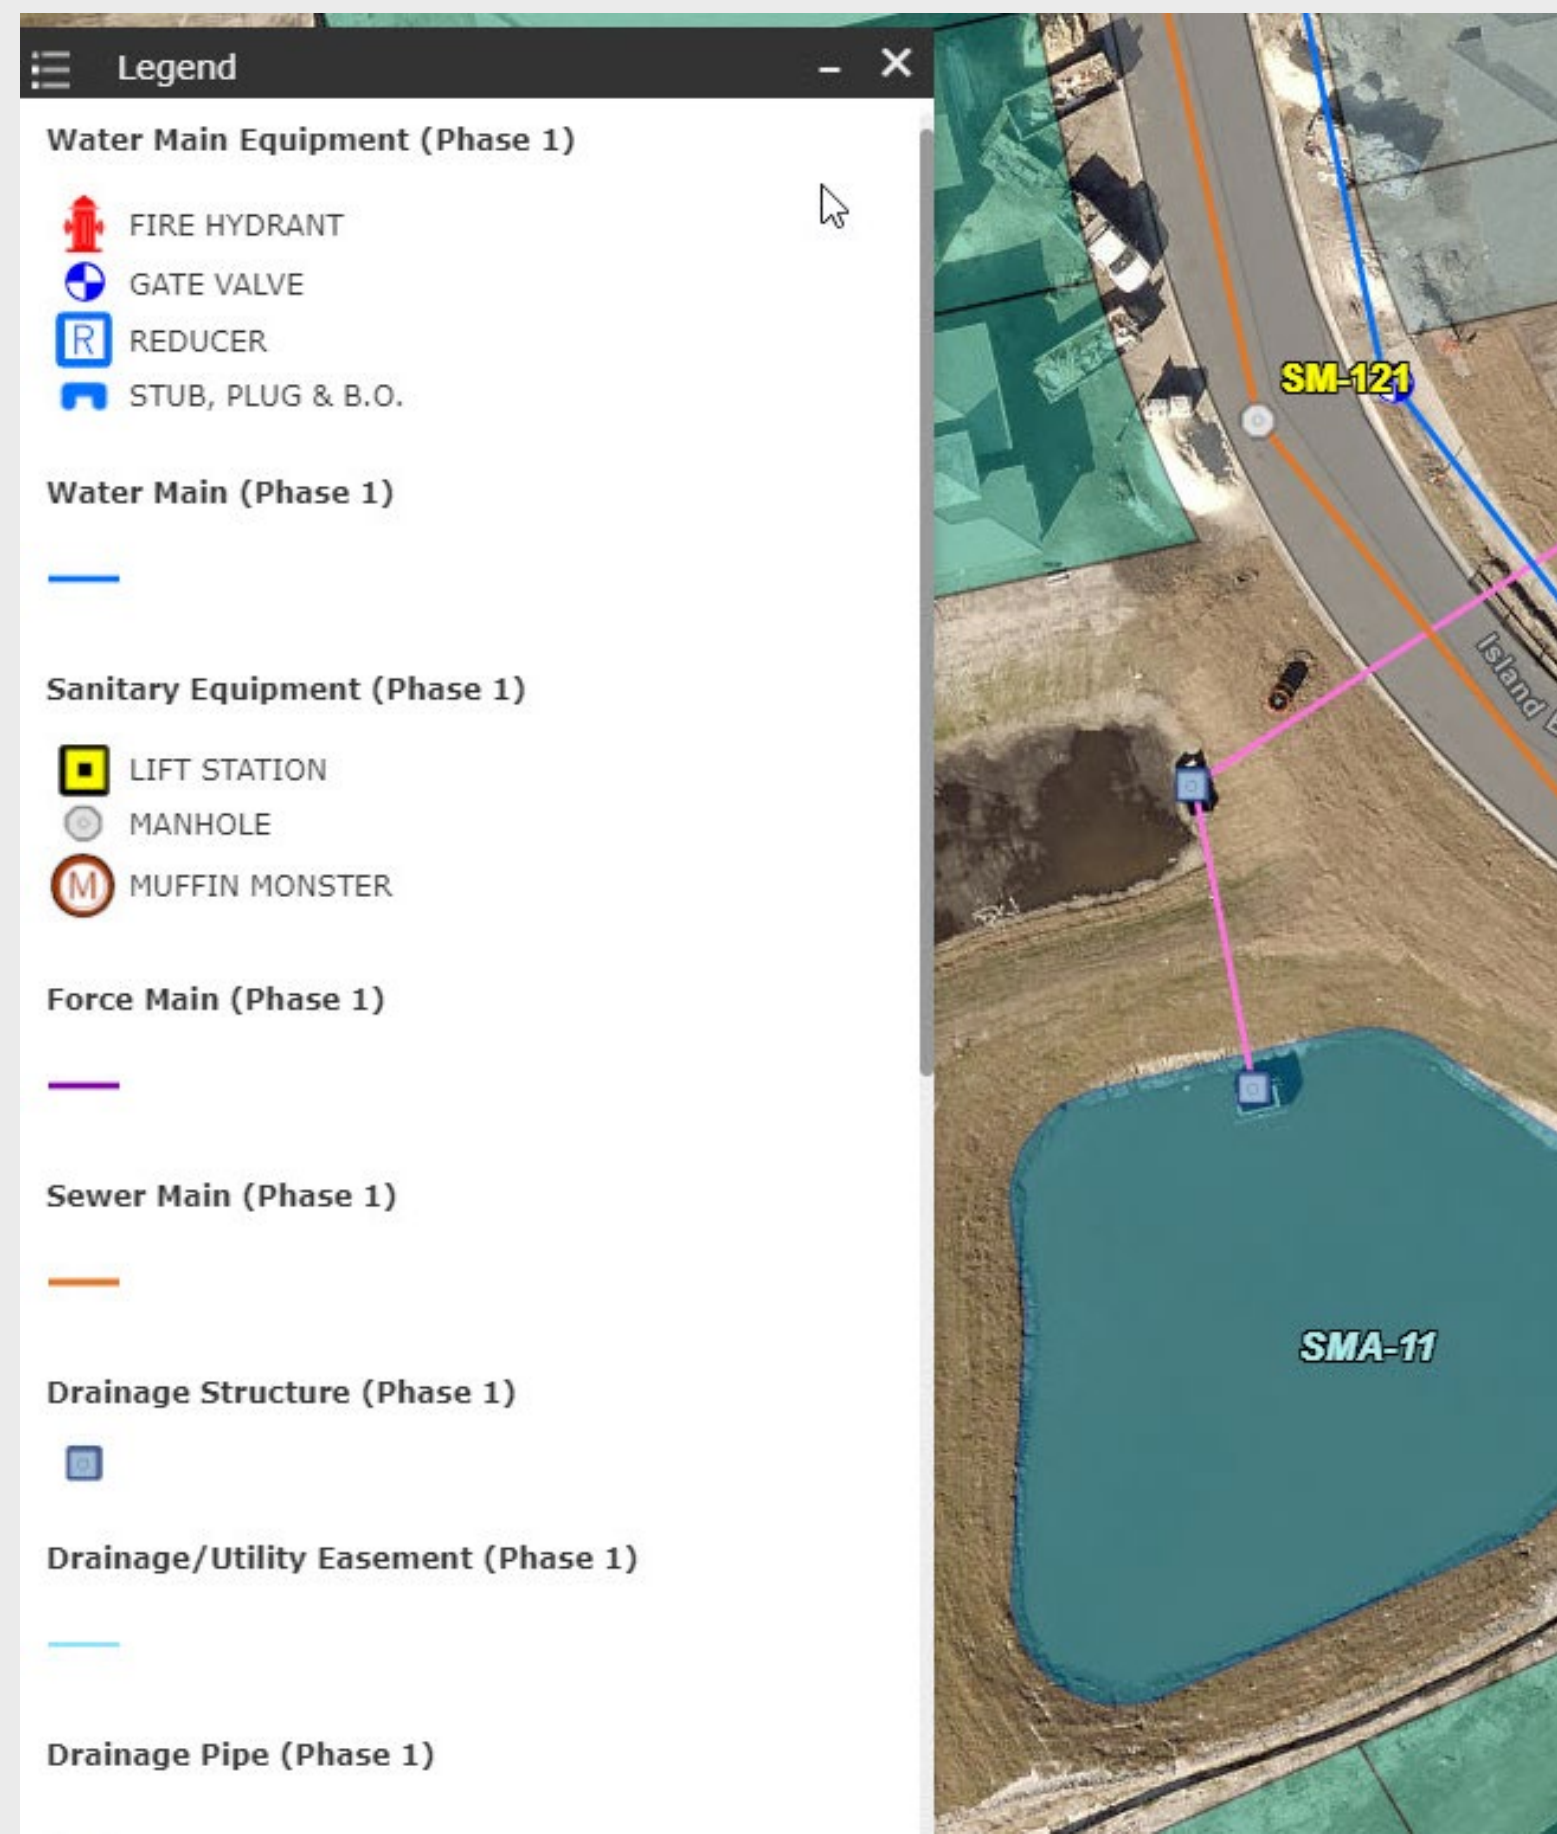 Legend
Water Main Equipment (Phase 1)
FIRE HYDRANT
GATE VALVE
R
REDUCER
STUB, PLUG & B.O.
Water Main (Phase 1)
Sanitary Equipment (Phase 1)
LIFT STATION
MANHOLE
M
MUFFIN MONSTER
Force Main (Phase 1)
Sewer Main (Phase 1)
Drainage Structure (Phase 1)
Drainage/Utility Easement (Phase 1)
Drainage Pipe (Phase 1)
SM-121
Island
SMA-11